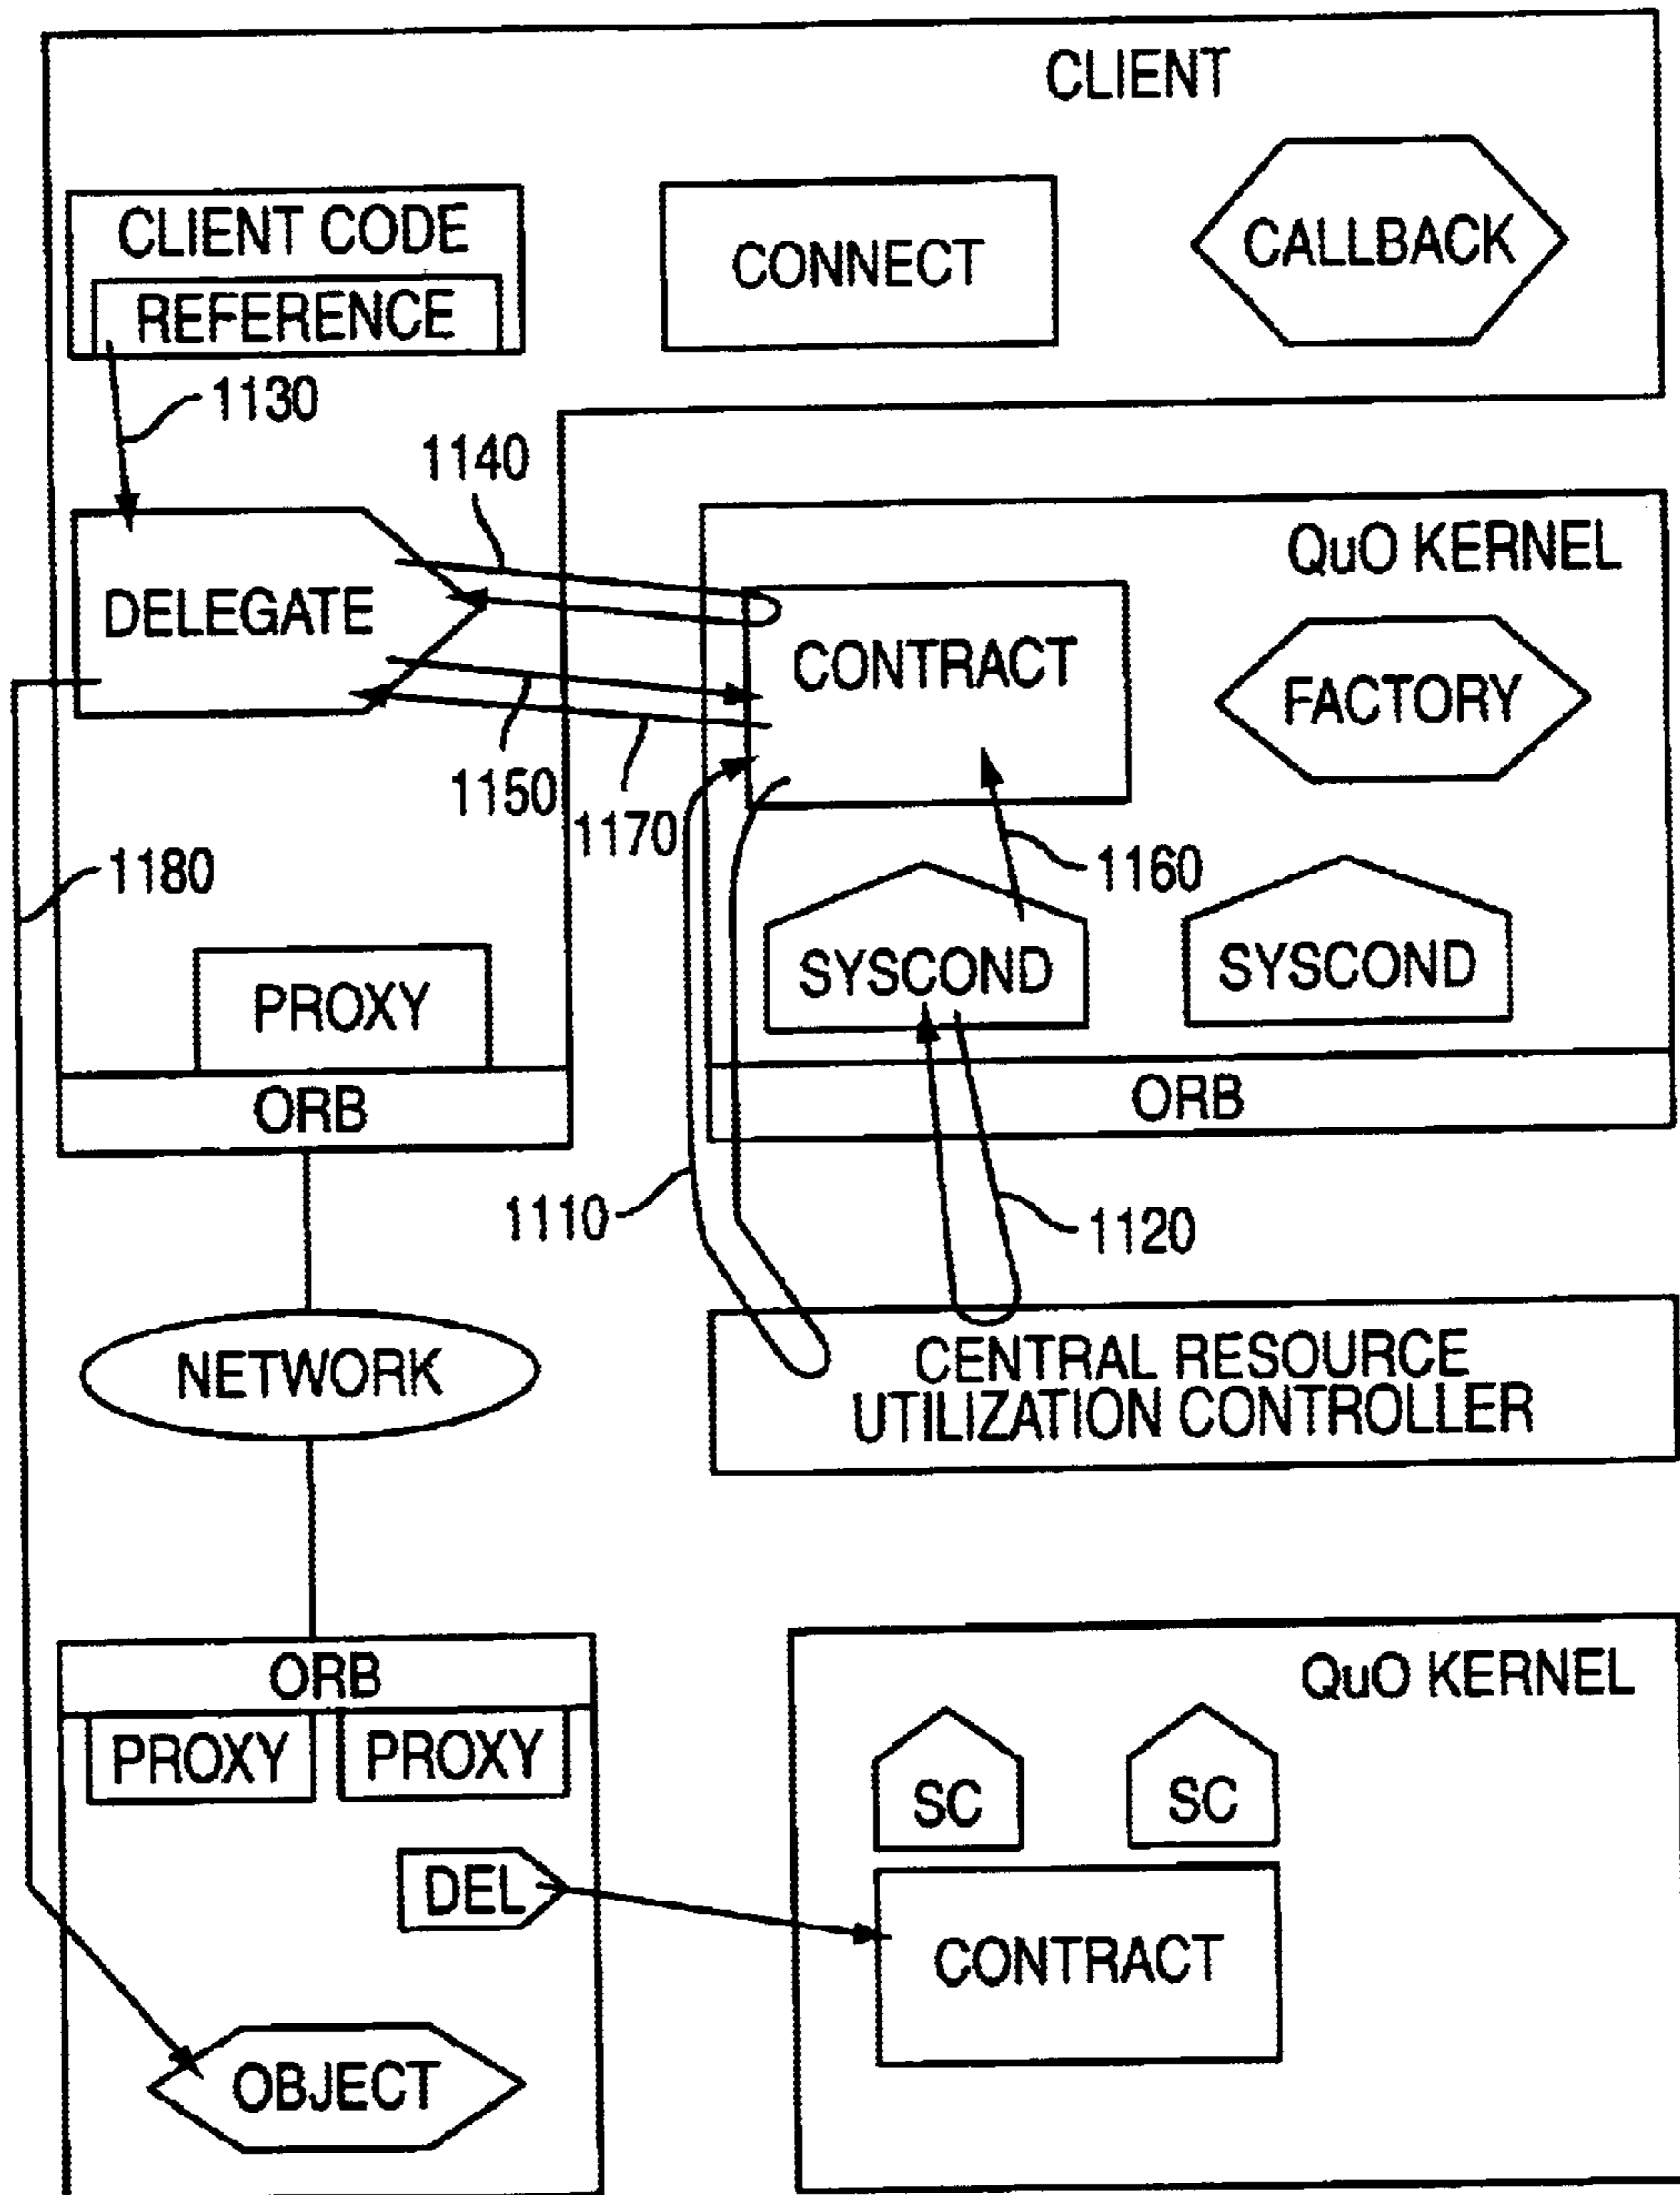 CLIENT
CLIENT CODE
REFERENCE
CONNECT
CALLBACK
1130
1140
QuO KERNEL
DELEGATE
CONTRACT
FACTORY
1150
1170
1160
1180
SYSCOND
SYSCOND
PROXY
ORB
ORB
1110
1120
NETWORK
CENTRAL RESOURCE
UTILIZATION CONTROLLER
ORB
PROXY
PROXY
QuO KERNEL
SC
SC
DEL
CONTRACT
OBJECT